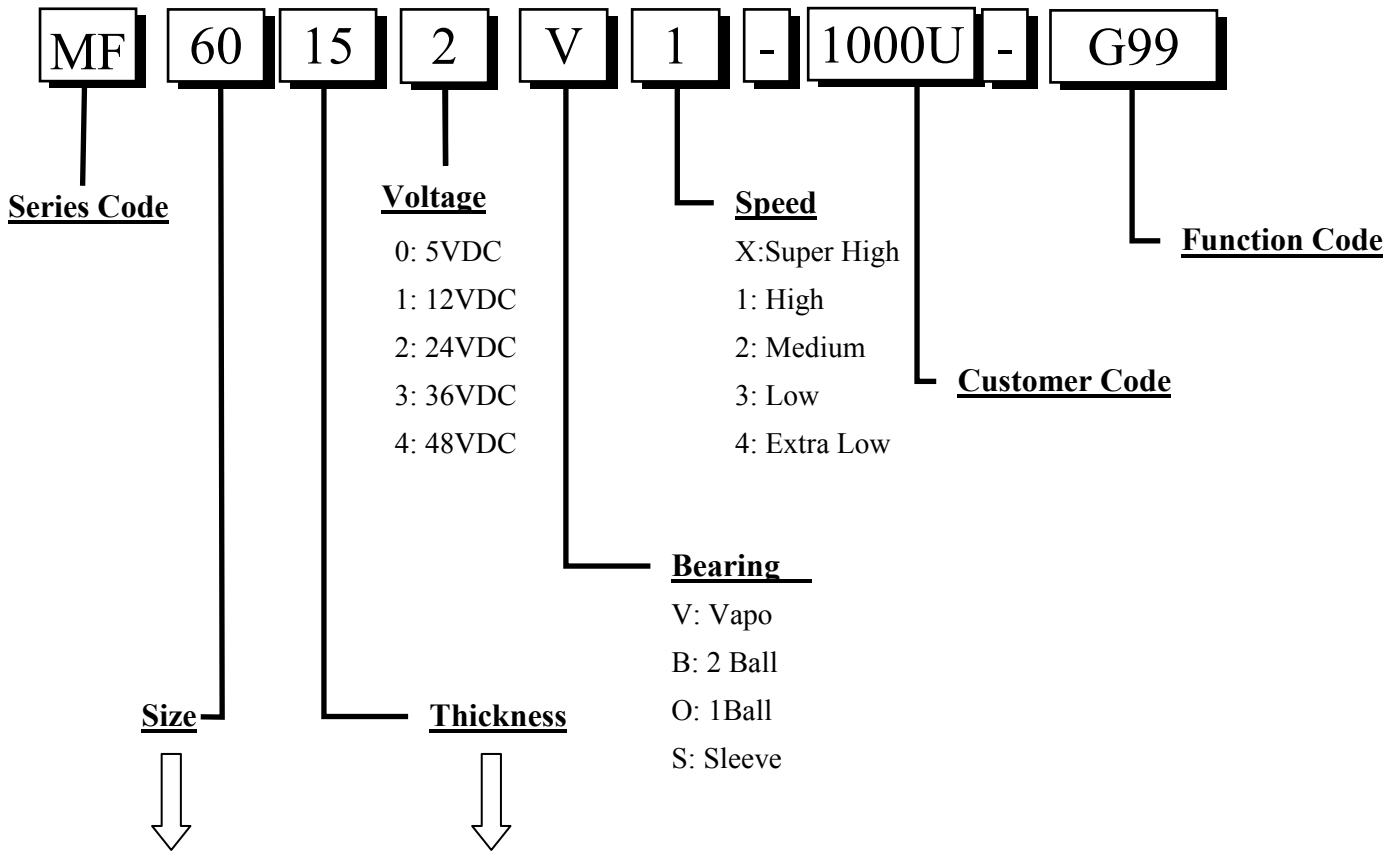 MF 60 15 2 V 1 - 1000U - G99
Series Code
Voltage
0: 5VDC
1: 12VDC
2: 24VDC
3: 36VDC
4: 48VDC
Speed
X:Super High
1: High
2: Medium
3: Low
4: Extra Low
Function Code
Customer Code
Bearing
V: Vapo
B: 2 Ball
O: 1Ball
S: Sleeve
Size
Thickness